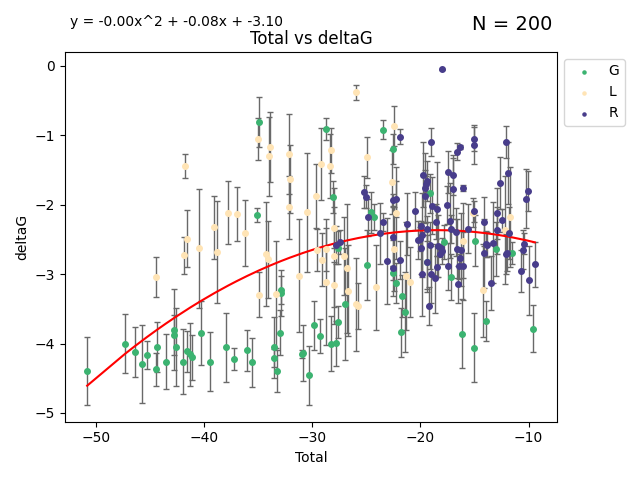 y = -0.00x^2 + -0.08x + -3.10
N = 200
Total vs deltaG
G
L
R
deltaG
0
−1
−2
−3
−4
−5
−50 −40 −30 −20 −10
Total